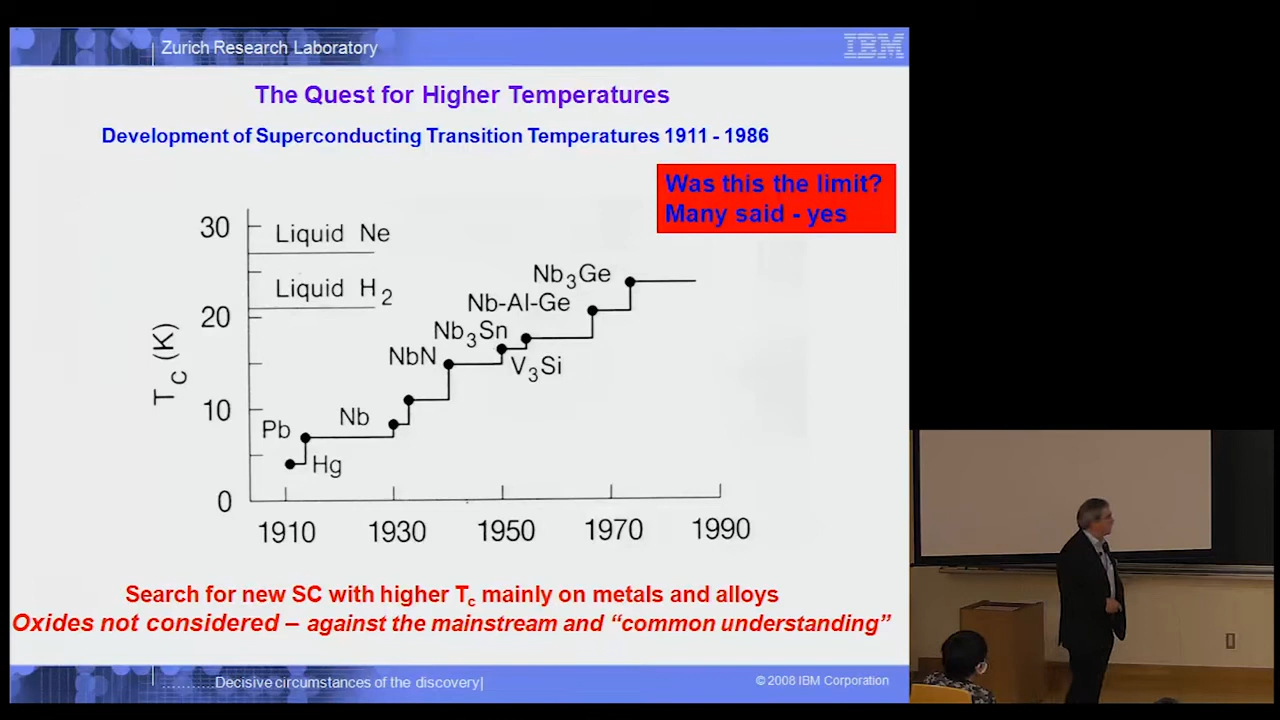 Zurich Research Laboratory
IBM
The Quest for Higher Temperatures
Development of Superconducting Transition Temperatures 1911 - 1986
Was this the limit?
Many said - yes
30
Liquid Ne
Liquid H2
20
Tc (K)
10
0
Nb3Ge
Nb-Al-Ge
Nb3Sn
V3Si
NbN
Nb
Pb
Hg
1910 1930 1950 1970 1990
Search for new SC with higher Tc mainly on metals and alloys
Oxides not considered – against the mainstream and “common understanding”
.......... Decisive circumstances of the discovery|
© 2008 IBM Corporation